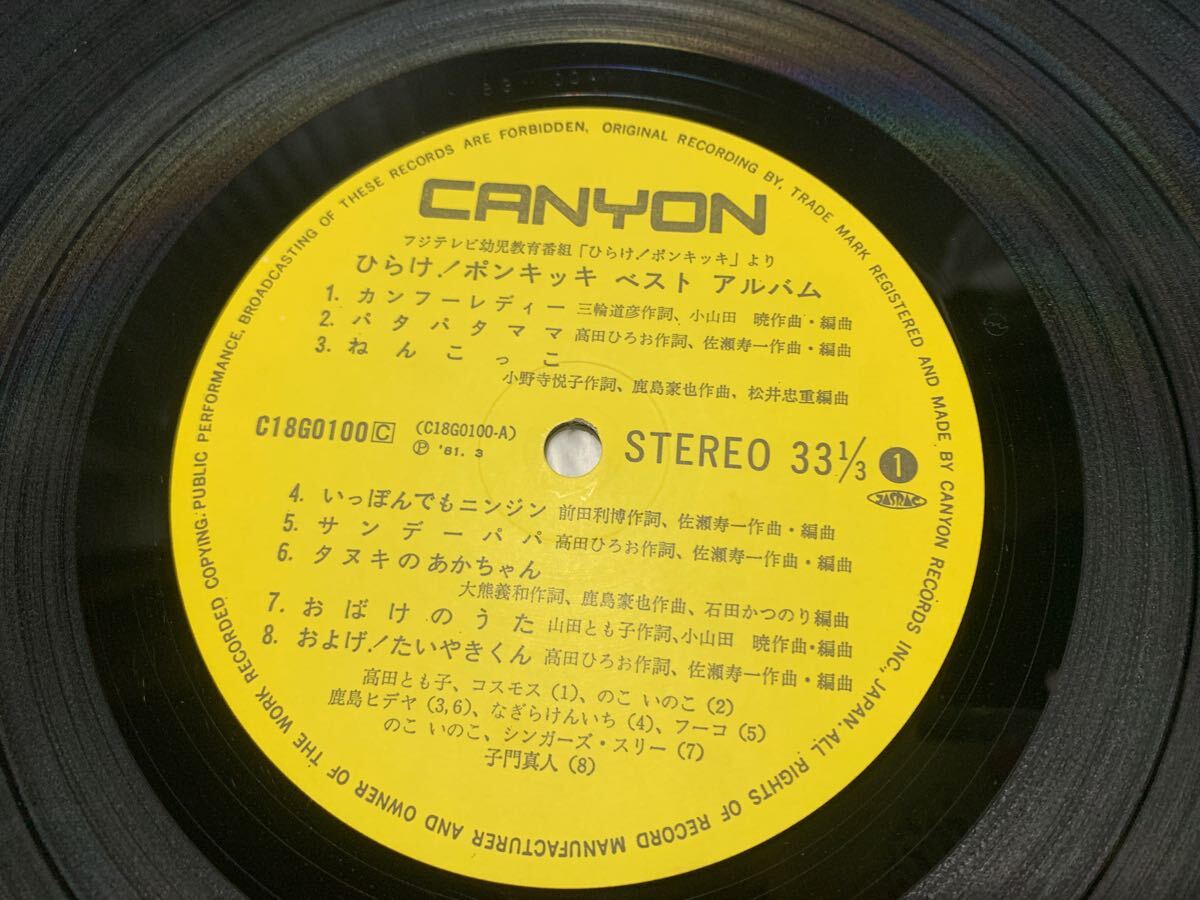 PUBLIC PERFORMANCE, BROADCASTING OF THESE RECORDS ARE FORBIDDEN, ORIGINAL RECORDING BY, TRADE MARK REGISTERED AND MADE BY CANYON RECORDS INC., JAPAN. ALL RIGHTS OF RECORD MANUFACTURER AND OWNER OF THE WORK RECORDED COPYING:
CANYON
フジテレビ幼児教育番組「ひらけ!ポンキッキ」より
ひらけ!ポンキッキ ベスト アルバム
1. カンフーレディー 三輪道彦作詞、小山田 暁作曲・編曲
2. パタパタママ 高田ひろお作詞、佐瀬寿一作曲・編曲
3. ねんこっこ
小野寺悦子作詞、鹿島豪也作曲、松井忠重編曲
C18G0100 C (C18G0100-A)
Ⓟ '81. 3
STEREO 33 1/3 1
JASRAC
4. いっぽんでもニンジン 前田利博作詞、佐瀬寿一作曲・編曲
5. サンデーパパ 高田ひろお作詞、佐瀬寿一作曲・編曲
6. タヌキのあかちゃん
大熊義和作詞、鹿島豪也作曲、石田かつのり編曲
7. おばけのうた 山田とも子作詞、小山田 暁作曲・編曲
8. およげ!たいやきくん 高田ひろお作詞、佐瀬寿一作曲・編曲
高田とも子、コスモス (1)、のこ いのこ (2)
鹿島ヒデヤ (3,6)、なぎらけんいち (4)、フーコ (5)
のこ いのこ、シンガーズ・スリー (7)
子門真人 (8)